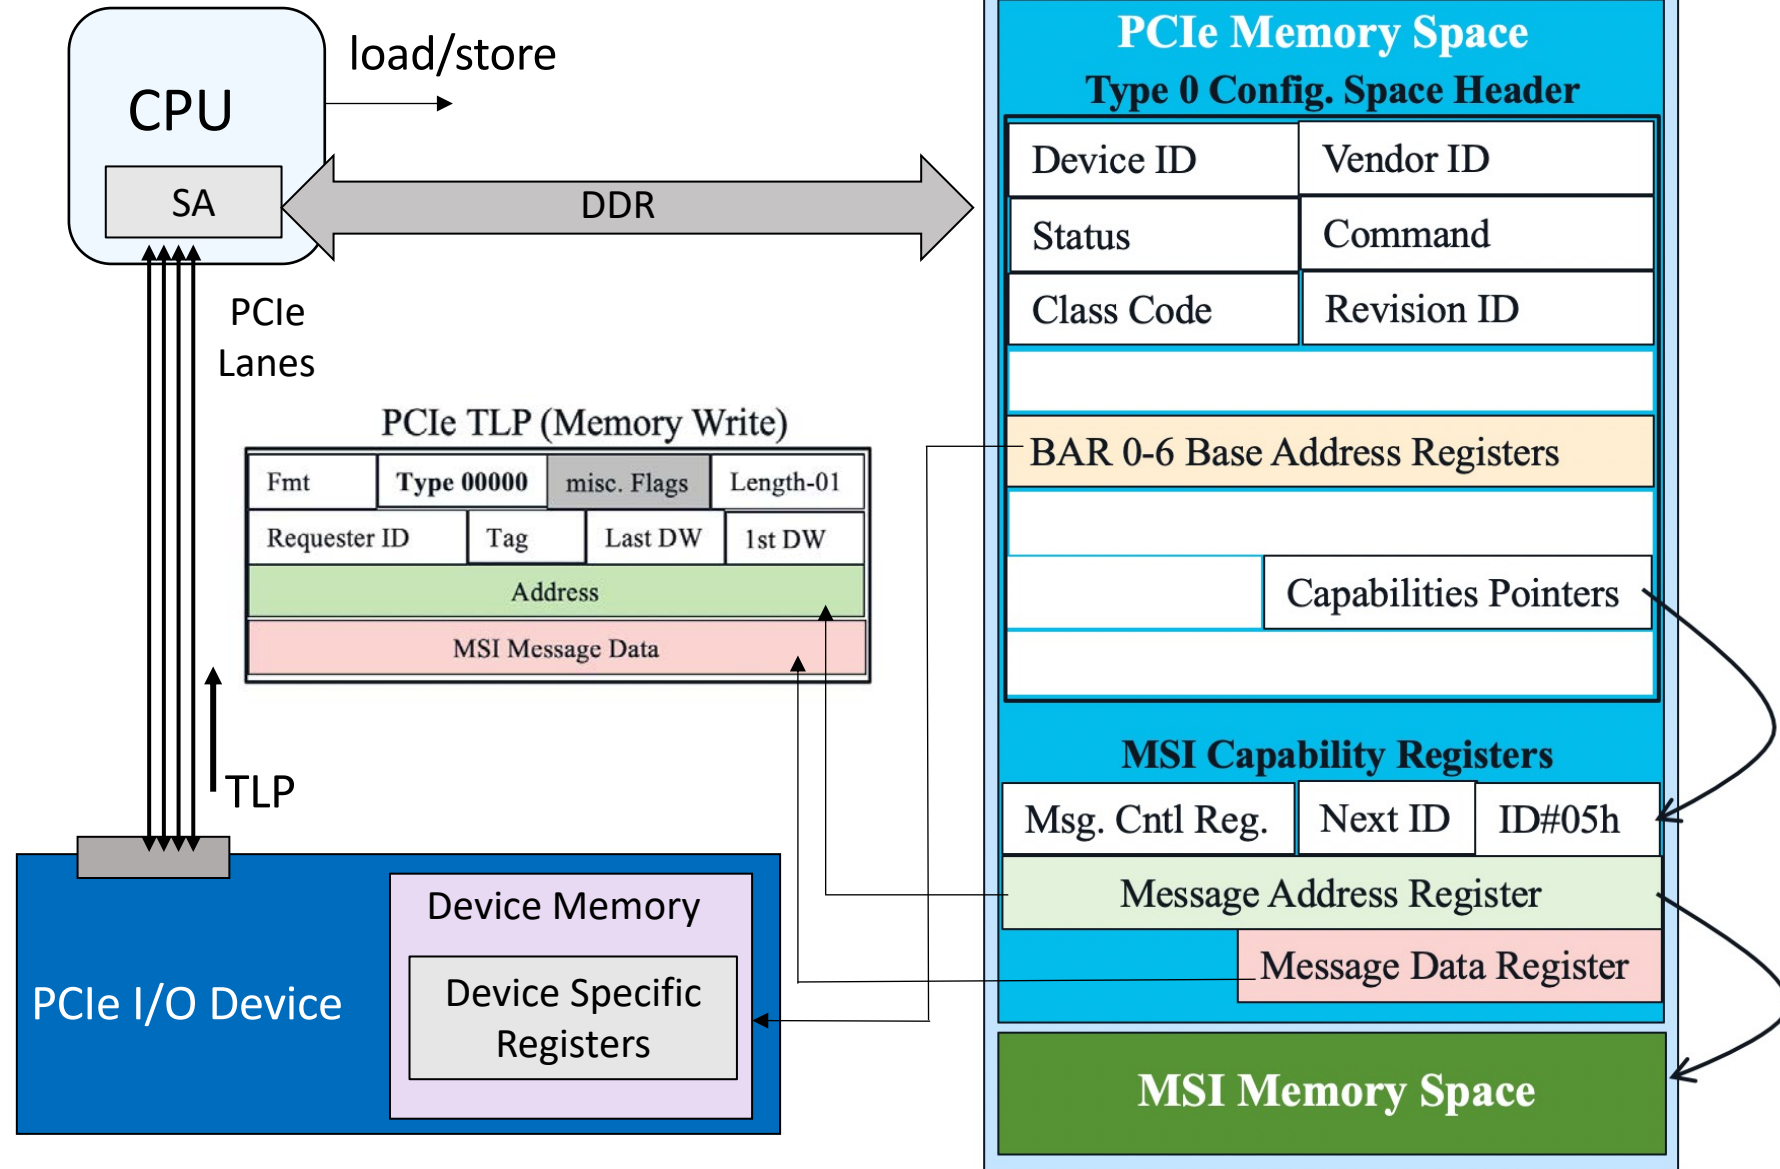 CPU
load/store
SA
DDR
PCIe
Lanes
PCIe TLP (Memory Write)
Fmt
Type 00000
misc. Flags
Length-01
Requester ID
Tag
Last DW
1st DW
Address
MSI Message Data
TLP
PCIe I/O Device
Device Memory
Device Specific
Registers
PCIe Memory Space
Type 0 Config. Space Header
Device ID
Vendor ID
Status
Command
Class Code
Revision ID
BAR 0-6 Base Address Registers
Capabilities Pointers
MSI Capability Registers
Msg. Cntl Reg.
Next ID
ID#05h
Message Address Register
Message Data Register
MSI Memory Space